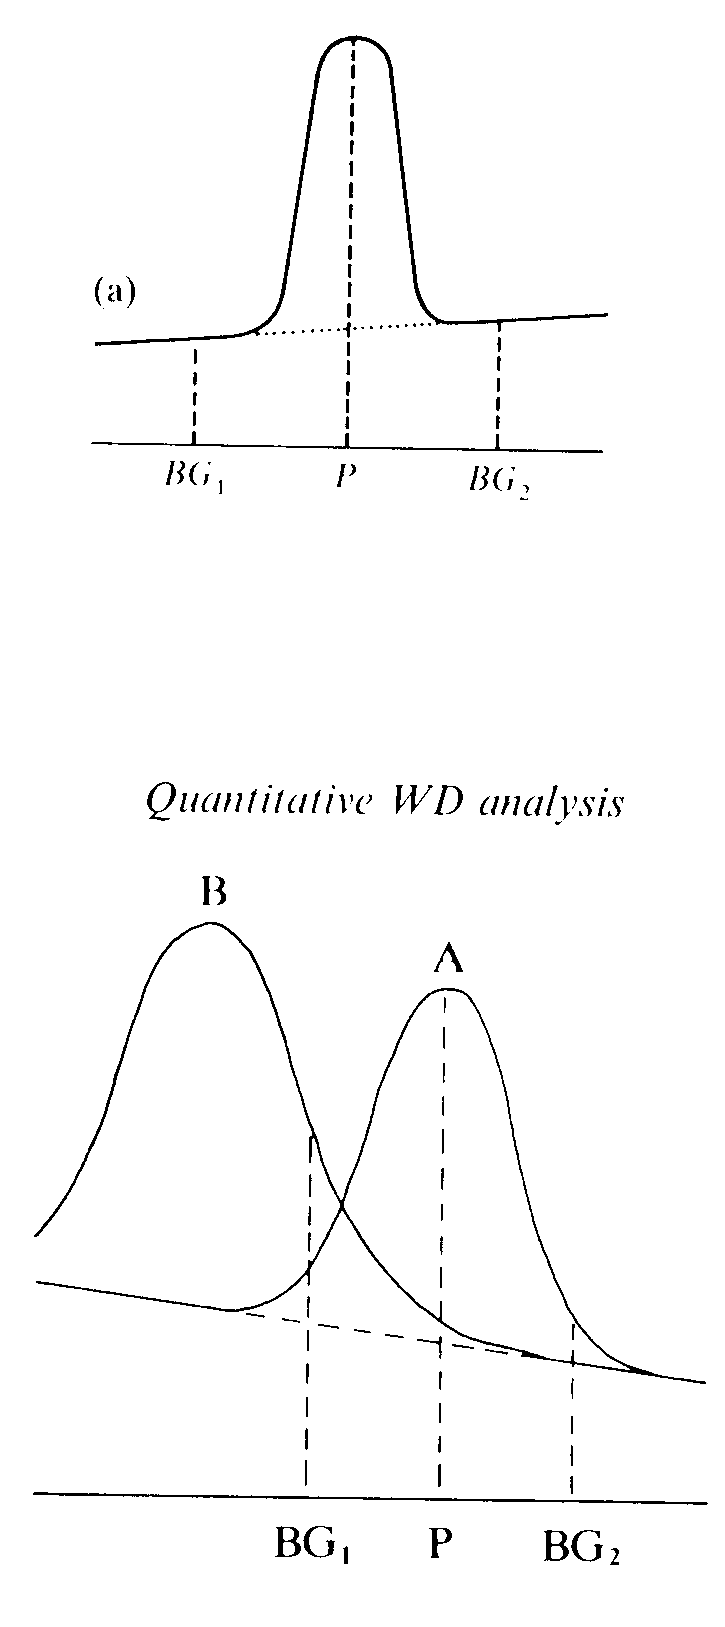 (a)
BG₁ P BG₂
Quantitative WD analysis
B
A
BG₁ P BG₂